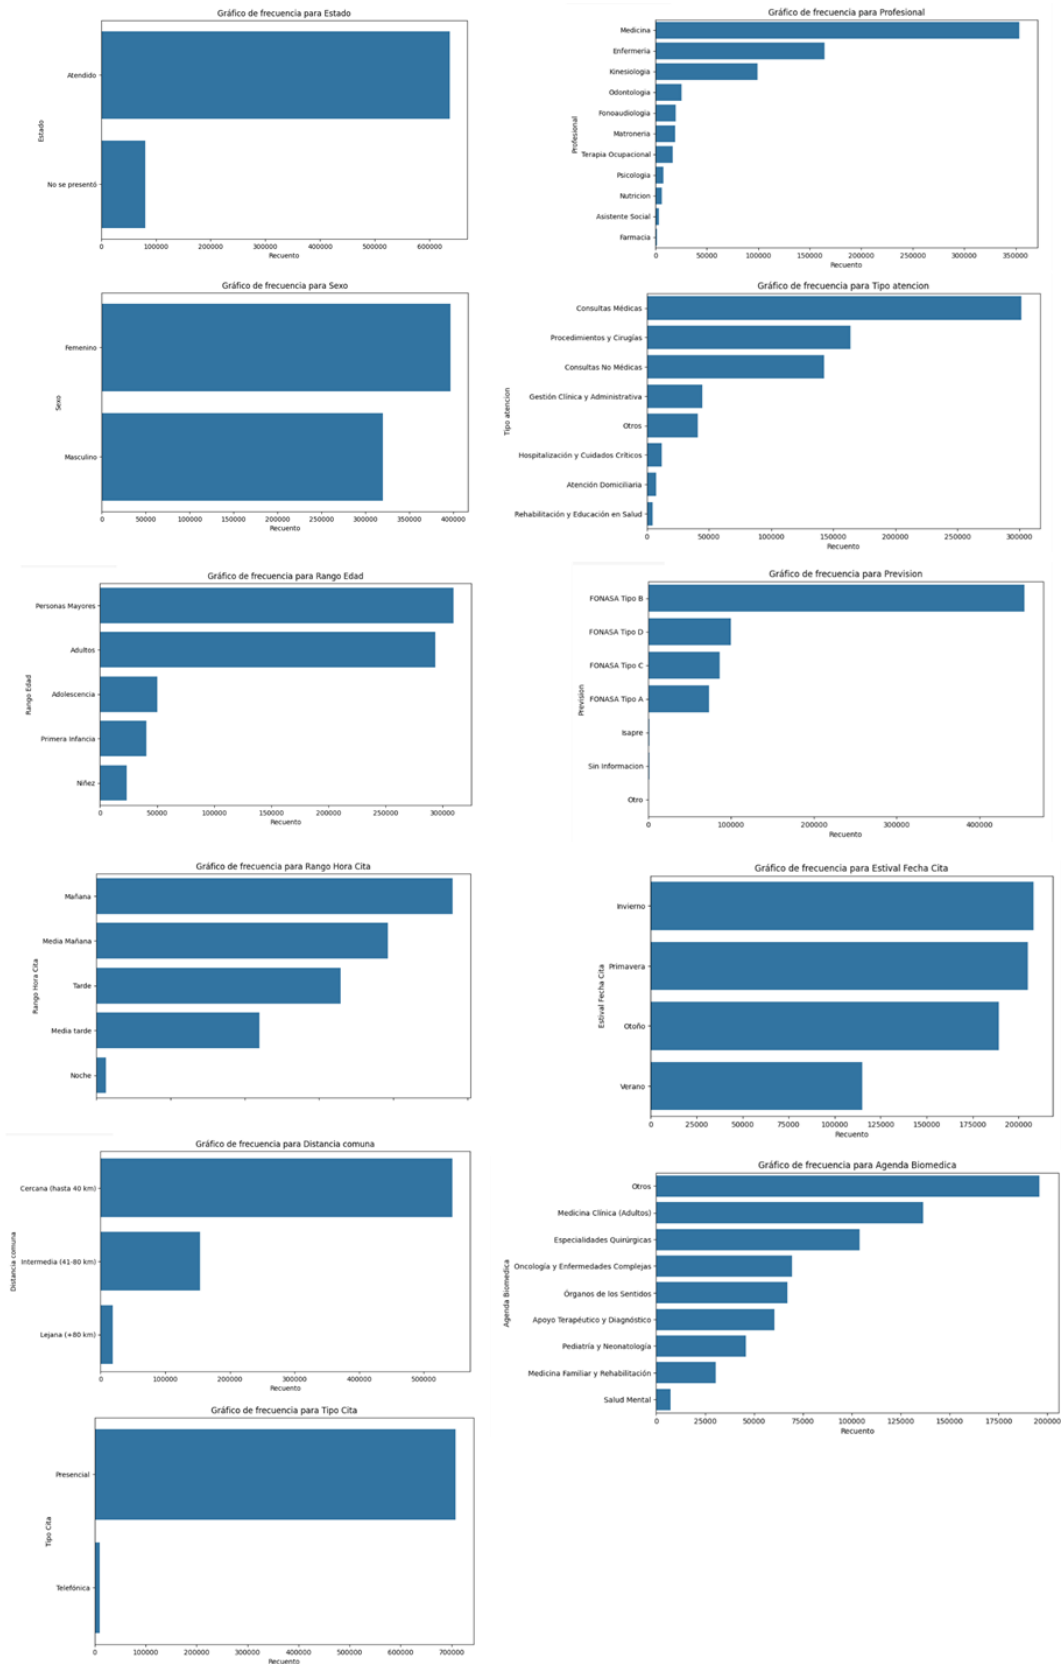 Gráfico de frecuencia para Estado
Atendido
No se presentó
Estado
0 100000 200000 300000 400000 500000 600000
Recuento
Gráfico de frecuencia para Profesional
Medicina
Enfermeria
Kinesiologia
Odontologia
Fonoaudiologia
Matroneria
Terapia Ocupacional
Psicologia
Nutricion
Asistente Social
Farmacia
Profesional
0 50000 100000 150000 200000 250000 300000 350000
Recuento
Gráfico de frecuencia para Sexo
Femenino
Masculino
Sexo
0 50000 100000 150000 200000 250000 300000 350000 400000
Recuento
Gráfico de frecuencia para Tipo atencion
Consultas Médicas
Procedimientos y Cirugías
Consultas No Médicas
Gestión Clínica y Administrativa
Otros
Hospitalización y Cuidados Críticos
Atención Domiciliaria
Rehabilitación y Educación en Salud
Tipo atencion
0 50000 100000 150000 200000 250000 300000
Recuento
Gráfico de frecuencia para Rango Edad
Personas Mayores
Adultos
Adolescencia
Primera Infancia
Niñez
Rango Edad
0 50000 100000 150000 200000 250000 300000
Recuento
Gráfico de frecuencia para Prevision
FONASA Tipo B
FONASA Tipo D
FONASA Tipo C
FONASA Tipo A
Isapre
Sin Informacion
Otro
Prevision
0 100000 200000 300000 400000
Recuento
Gráfico de frecuencia para Rango Hora Cita
Mañana
Media Mañana
Tarde
Media tarde
Noche
Rango Hora Cita
Gráfico de frecuencia para Estival Fecha Cita
Invierno
Primavera
Otoño
Verano
Estival Fecha Cita
0 25000 50000 75000 100000 125000 150000 175000 200000
Recuento
Gráfico de frecuencia para Distancia comuna
Cercana (hasta 40 km)
Intermedia (41-80 km)
Lejana (+80 km)
Distancia comuna
0 100000 200000 300000 400000 500000
Recuento
Gráfico de frecuencia para Agenda Biomedica
Otros
Medicina Clínica (Adultos)
Especialidades Quirúrgicas
Oncología y Enfermedades Complejas
Órganos de los Sentidos
Apoyo Terapéutico y Diagnóstico
Pediatría y Neonatología
Medicina Familiar y Rehabilitación
Salud Mental
Agenda Biomedica
0 25000 50000 75000 100000 125000 150000 175000 200000
Recuento
Gráfico de frecuencia para Tipo Cita
Presencial
Telefónica
Tipo Cita
0 100000 200000 300000 400000 500000 600000 700000
Recuento